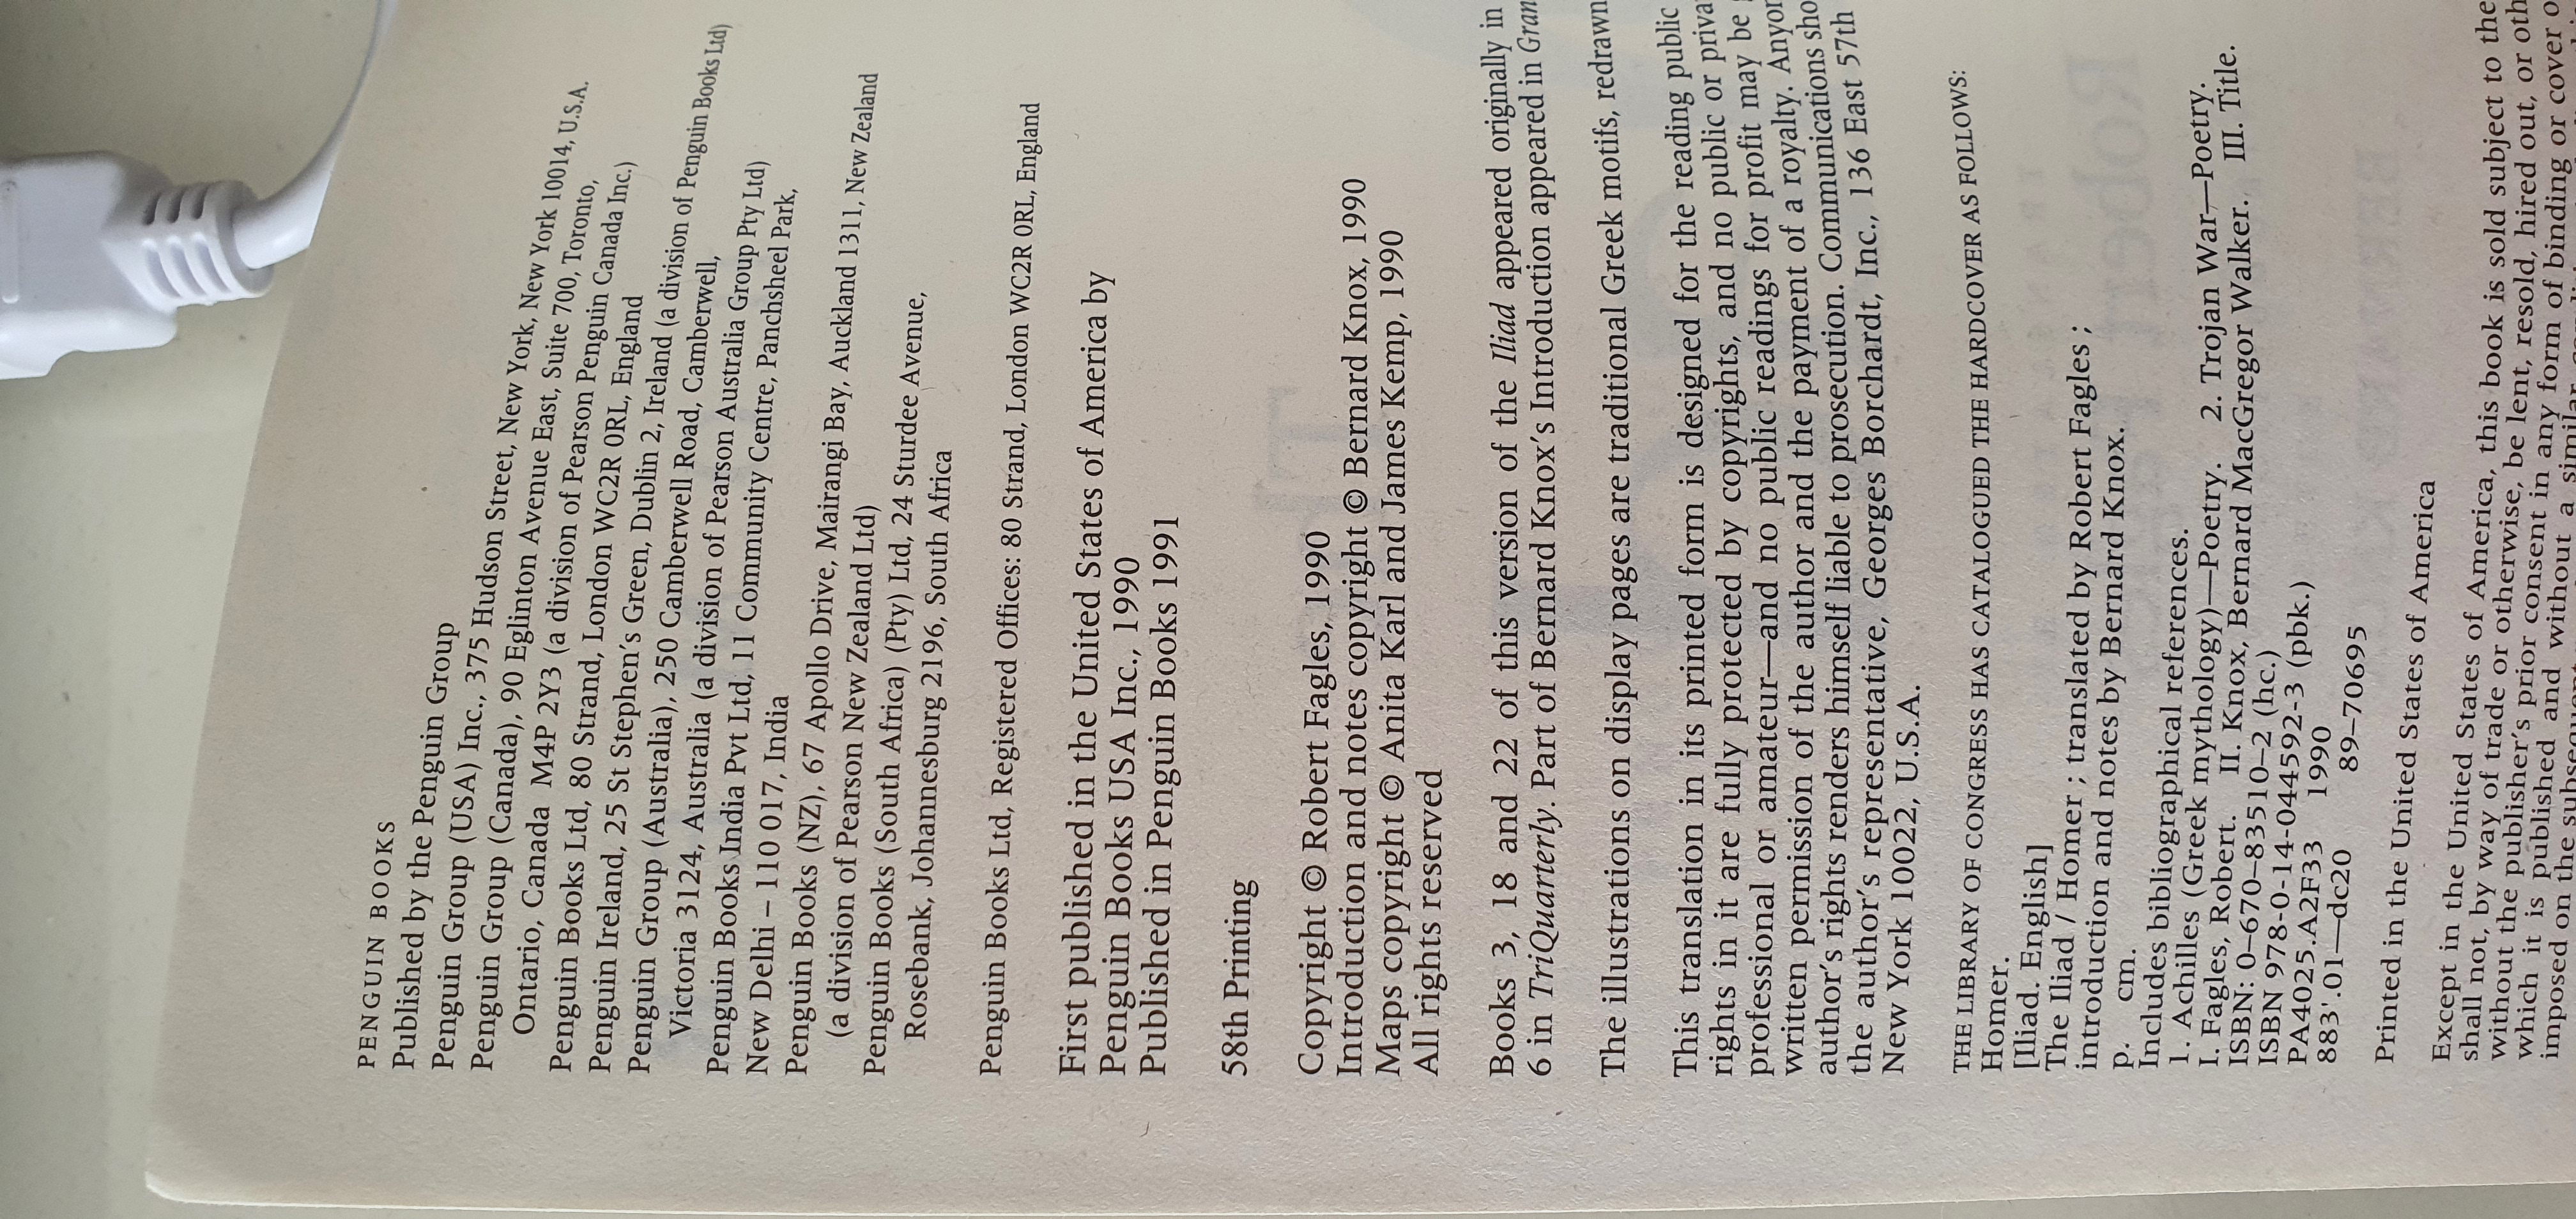 PENGUIN BOOKS
Published by the Penguin Group
Penguin Group (USA) Inc., 375 Hudson Street, New York, New York 10014, U.S.A.
Penguin Group (Canada), 90 Eglinton Avenue East, Suite 700, Toronto,
Ontario, Canada M4P 2Y3 (a division of Pearson Penguin Canada Inc.)
Penguin Books Ltd, 80 Strand, London WC2R 0RL, England
Penguin Ireland, 25 St Stephen's Green, Dublin 2, Ireland (a division of Penguin Books Ltd)
Penguin Group (Australia), 250 Camberwell Road, Camberwell,
Victoria 3124, Australia (a division of Pearson Australia Group Pty Ltd)
Penguin Books India Pvt Ltd, 11 Community Centre, Panchsheel Park,
New Delhi – 110 017, India
Penguin Books (NZ), 67 Apollo Drive, Mairangi Bay, Auckland 1311, New Zealand
(a division of Pearson New Zealand Ltd)
Penguin Books (South Africa) (Pty) Ltd, 24 Sturdee Avenue,
Rosebank, Johannesburg 2196, South Africa
Penguin Books Ltd, Registered Offices: 80 Strand, London WC2R 0RL, England
First published in the United States of America by
Penguin Books USA Inc., 1990
Published in Penguin Books 1991
58th Printing
Copyright © Robert Fagles, 1990
Introduction and notes copyright © Bernard Knox, 1990
Maps copyright © Anita Karl and James Kemp, 1990
All rights reserved
Books 3, 18 and 22 of this version of the Iliad appeared originally in
6 in TriQuarterly. Part of Bernard Knox's Introduction appeared in Gran
The illustrations on display pages are traditional Greek motifs, redrawn
This translation in its printed form is designed for the reading public
rights in it are fully protected by copyrights, and no public or priva
professional or amateur—and no public readings for profit may be
written permission of the author and the payment of a royalty. Anyon
author's rights renders himself liable to prosecution. Communications sho
the author's representative, Georges Borchardt, Inc., 136 East 57th
New York 10022, U.S.A.
THE LIBRARY OF CONGRESS HAS CATALOGUED THE HARDCOVER AS FOLLOWS:
Homer.
[Iliad. English]
The Iliad / Homer ; translated by Robert Fagles ;
introduction and notes by Bernard Knox.
p. cm.
Includes bibliographical references.
1. Achilles (Greek mythology)—Poetry. 2. Trojan War—Poetry.
I. Fagles, Robert. II. Knox, Bernard MacGregor Walker. III. Title.
ISBN: 0–670–83510–2 (hc.)
ISBN 978-0-14-044592-3 (pbk.)
PA4025.A2F33 1990
883'.01—dc20 89–70695
Printed in the United States of America
Except in the United States of America, this book is sold subject to the
shall not, by way of trade or otherwise, be lent, resold, hired out, or oth
without the publisher's prior consent in any form of binding or cover o
which it is published and without a similar
imposed on the